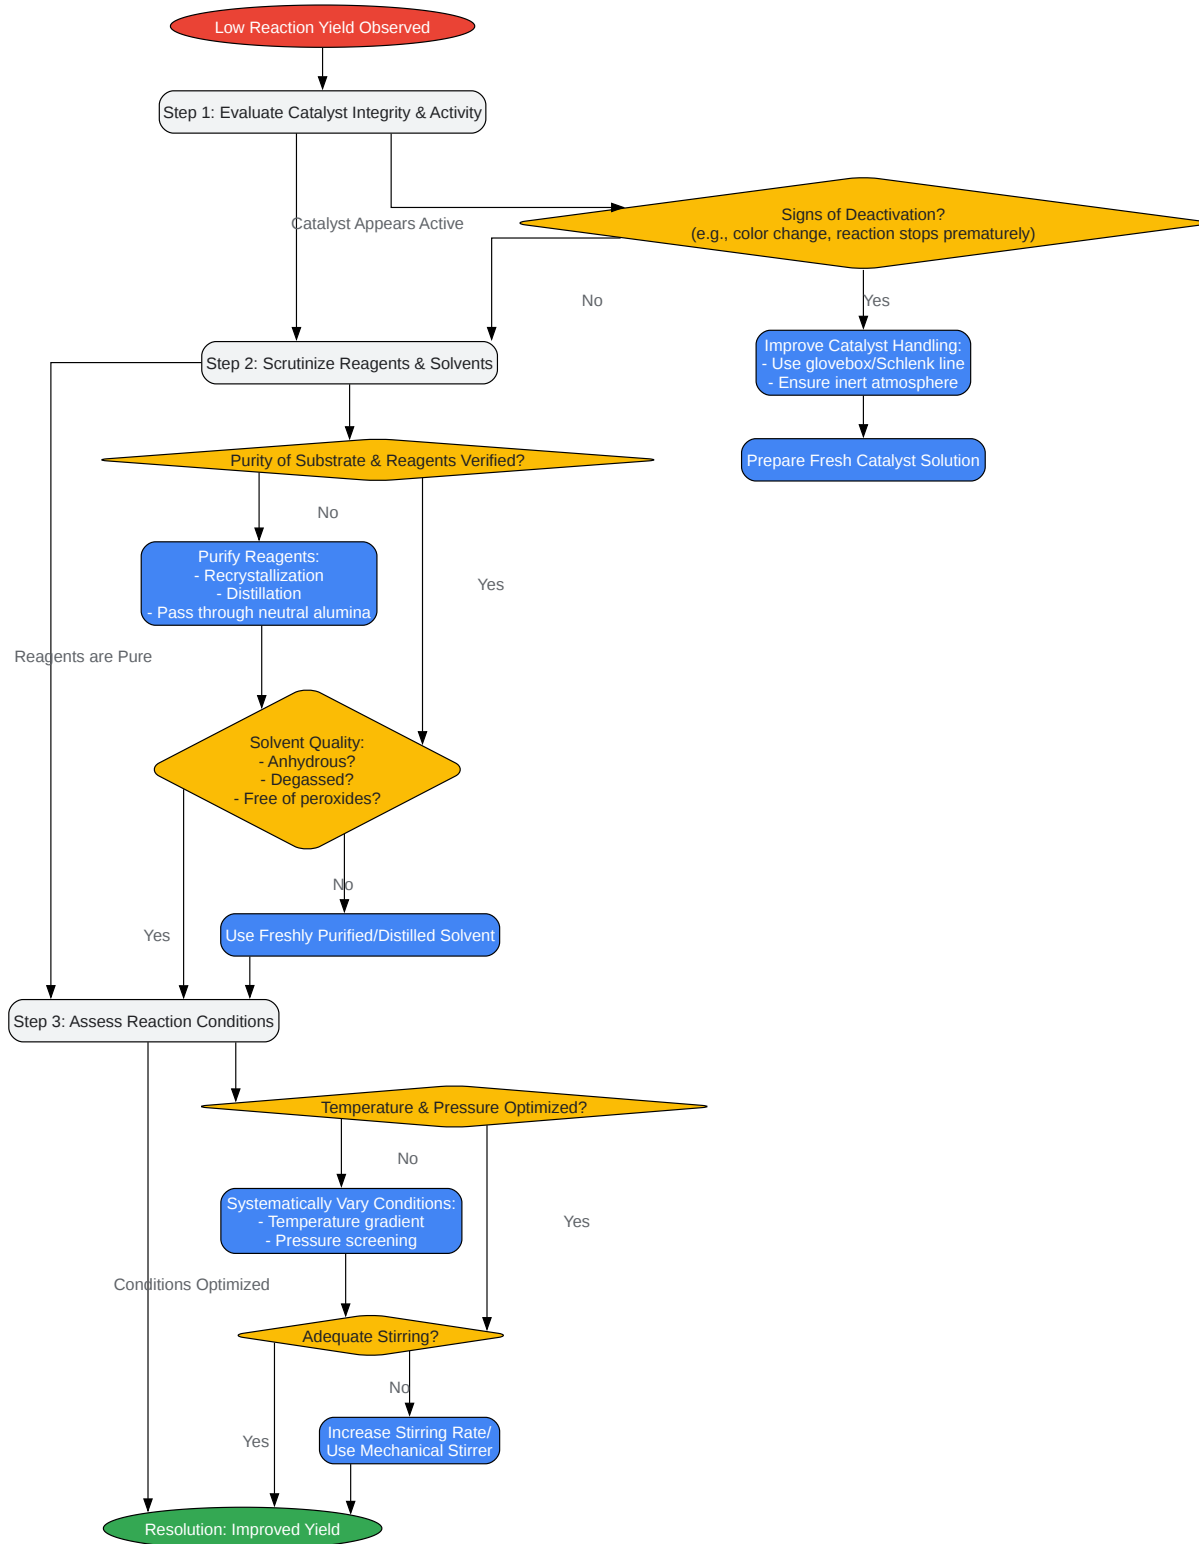 Low Reaction Yield Observed
Step 1: Evaluate Catalyst Integrity & Activity
Signs of Deactivation?
(e.g., color change, reaction stops prematurely)
Catalyst Appears Active
No
Yes
Improve Catalyst Handling:
- Use glovebox/Schlenk line
- Ensure inert atmosphere
Step 2: Scrutinize Reagents & Solvents
Purity of Substrate & Reagents Verified?
Prepare Fresh Catalyst Solution
No
Purify Reagents:
- Recrystallization
- Distillation
- Pass through neutral alumina
Yes
Reagents are Pure
Solvent Quality:
- Anhydrous?
- Degassed?
- Free of peroxides?
No
Yes
Use Freshly Purified/Distilled Solvent
Step 3: Assess Reaction Conditions
Temperature & Pressure Optimized?
No
Systematically Vary Conditions:
- Temperature gradient
- Pressure screening
Yes
Conditions Optimized
Adequate Stirring?
No
Yes
Increase Stirring Rate/
Use Mechanical Stirrer
Resolution: Improved Yield